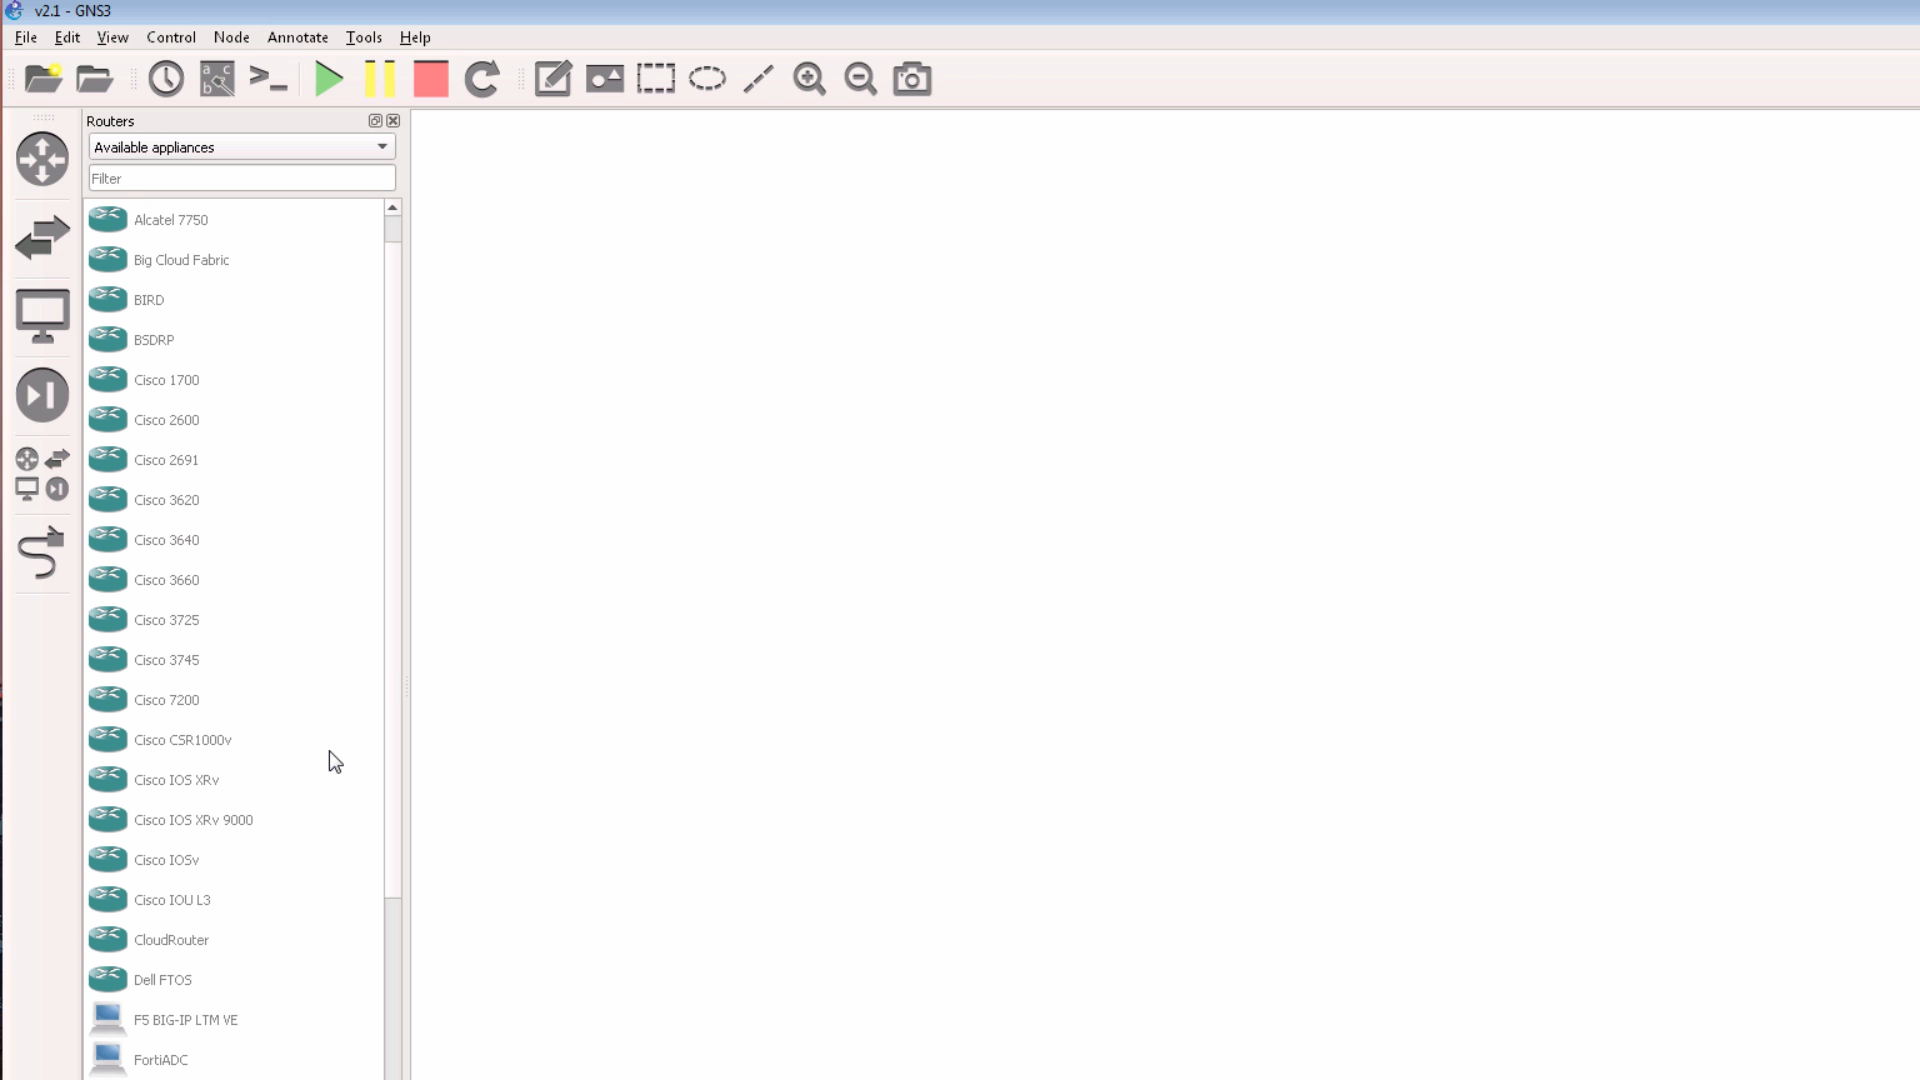 v2.1 - GNS3
File Edit View Control Node Annotate Tools Help
a c
b
Routers
Available appliances
Filter
Alcatel 7750
Big Cloud Fabric
BIRD
BSDRP
Cisco 1700
Cisco 2600
Cisco 2691
Cisco 3620
Cisco 3640
Cisco 3660
Cisco 3725
Cisco 3745
Cisco 7200
Cisco CSR1000v
Cisco IOS XRv
Cisco IOS XRv 9000
Cisco IOSv
Cisco IOU L3
CloudRouter
Dell FTOS
F5 BIG-IP LTM VE
FortiADC